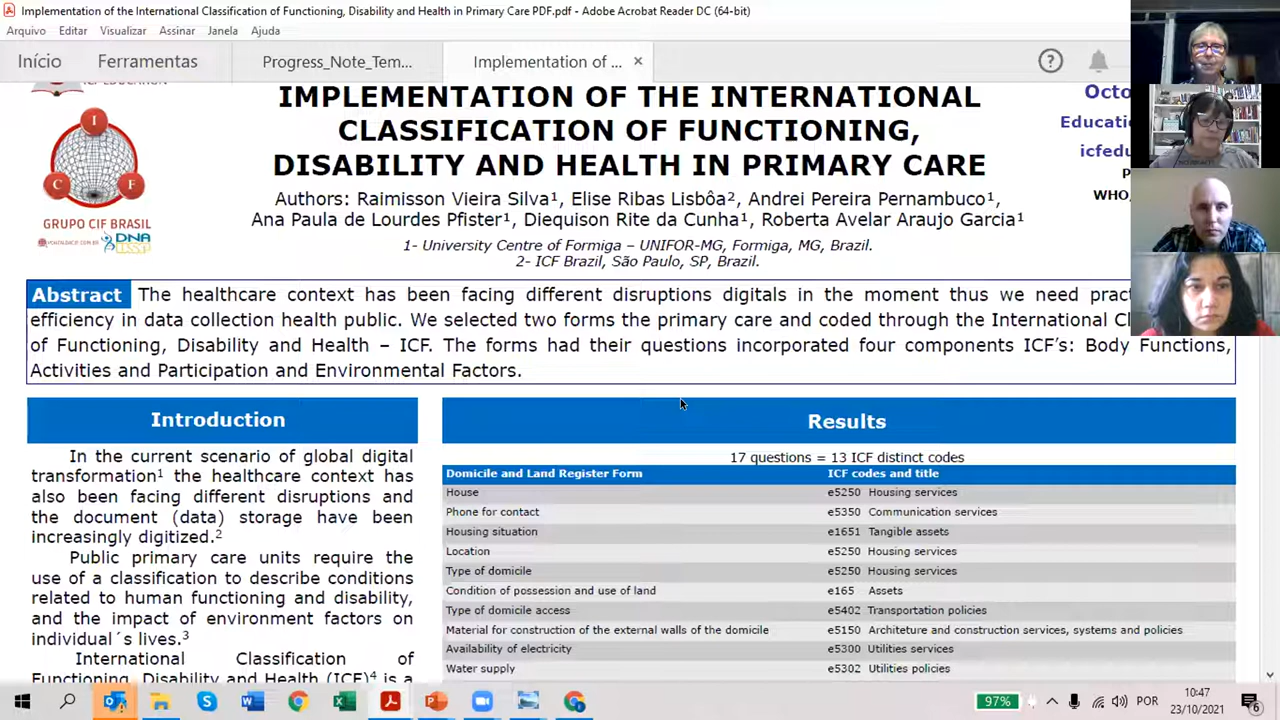 Implementation of the International Classification of Functioning, Disability and Health in Primary Care PDF.pdf - Adobe Acrobat Reader DC (64-bit)
Arquivo Editar Visualizar Assinar Janela Ajuda
Início Ferramentas Progress_Note_Tem... Implementation of ... ×
IMPLEMENTATION OF THE INTERNATIONAL
CLASSIFICATION OF FUNCTIONING,
DISABILITY AND HEALTH IN PRIMARY CARE
Authors: Raimisson Vieira Silva¹, Elise Ribas Lisbôa², Andrei Pereira Pernambuco¹,
Ana Paula de Lourdes Pfister¹, Diequison Rite da Cunha¹, Roberta Avelar Araujo Garcia¹
1- University Centre of Formiga – UNIFOR-MG, Formiga, MG, Brazil.
2- ICF Brazil, São Paulo, SP, Brazil.
I
C F
GRUPO CIF BRASIL
DNA
Octo
Educatio
icfedu
P
WHO,
Abstract The healthcare context has been facing different disruptions digitals in the moment thus we need pract
efficiency in data collection health public. We selected two forms the primary care and coded through the International Cl
of Functioning, Disability and Health – ICF. The forms had their questions incorporated four components ICF's: Body Functions,
Activities and Participation and Environmental Factors.
Introduction
In the current scenario of global digital
transformation¹ the healthcare context has
also been facing different disruptions and
the document (data) storage have been
increasingly digitized.²
Public primary care units require the
use of a classification to describe conditions
related to human functioning and disability,
and the impact of environment factors on
individual´s lives.³
International Classification of
Functioning, Disability and Health (ICF)⁴ is a
Results
17 questions = 13 ICF distinct codes
Domicile and Land Register Form ICF codes and title
House e5250 Housing services
Phone for contact e5350 Communication services
Housing situation e1651 Tangible assets
Location e5250 Housing services
Type of domicile e5250 Housing services
Condition of possession and use of land e165 Assets
Type of domicile access e5402 Transportation policies
Material for construction of the external walls of the domicile e5150 Architeture and construction services, systems and policies
Availability of electricity e5300 Utilities services
Water supply e5302 Utilities policies
97% POR 10:47
23/10/2021 6